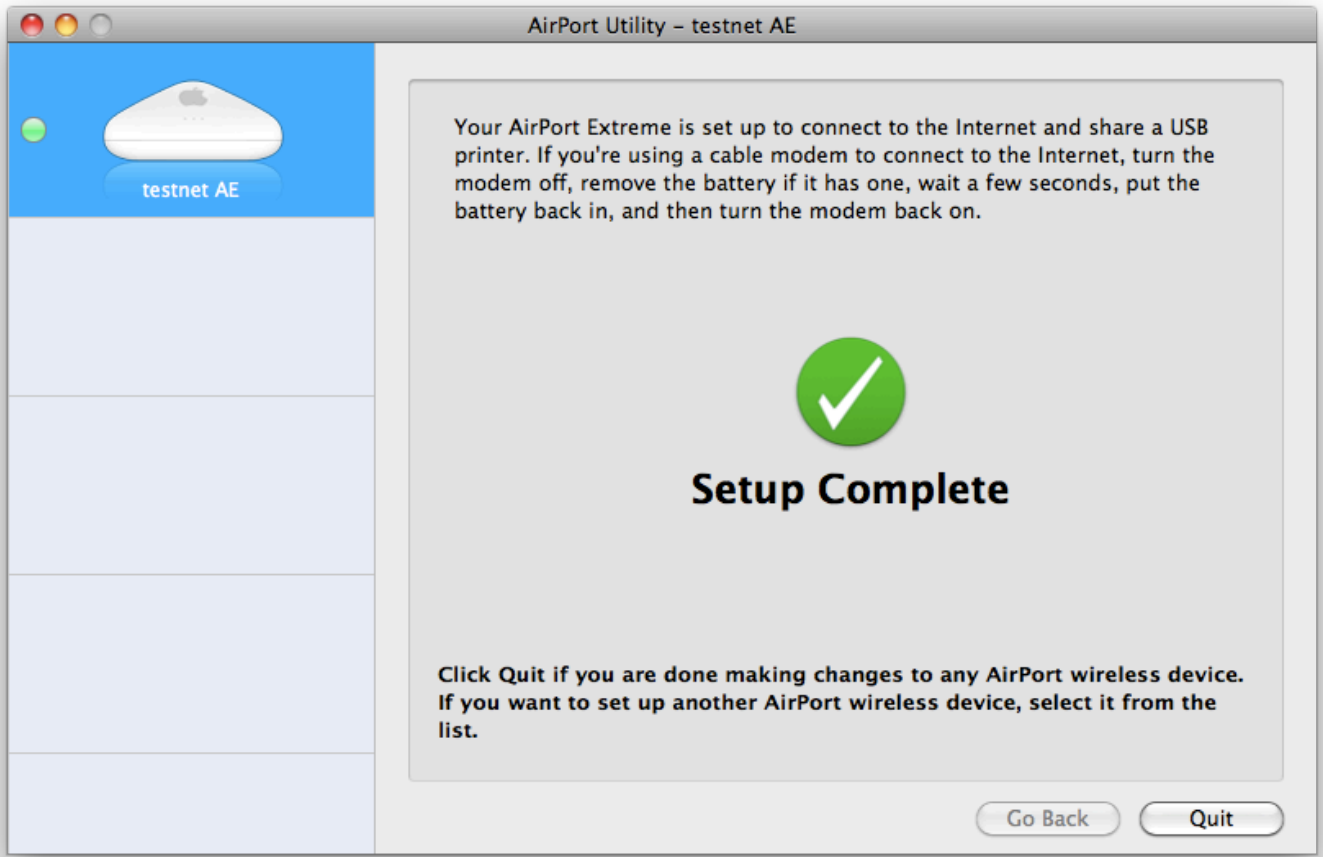 AirPort Utility – testnet AE
testnet AE
Your AirPort Extreme is set up to connect to the Internet and share a USB
printer. If you're using a cable modem to connect to the Internet, turn the
modem off, remove the battery if it has one, wait a few seconds, put the
battery back in, and then turn the modem back on.
Setup Complete
Click Quit if you are done making changes to any AirPort wireless device.
If you want to set up another AirPort wireless device, select it from the
list.
Go Back
Quit